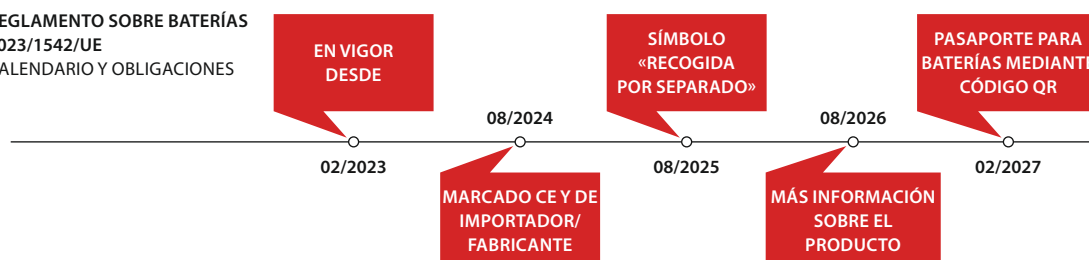 EGLAMENTO SOBRE BATERÍAS
023/1542/UE
ALENDARIO Y OBLIGACIONES
EN VIGOR
DESDE
02/2023
08/2024
MARCADO CE Y DE
IMPORTADOR/
FABRICANTE
SÍMBOLO
«RECOGIDA
POR SEPARADO»
08/2025
08/2026
MÁS INFORMACIÓN
SOBRE EL
PRODUCTO
PASAPORTE PARA
BATERÍAS MEDIANTE
CÓDIGO QR
02/2027